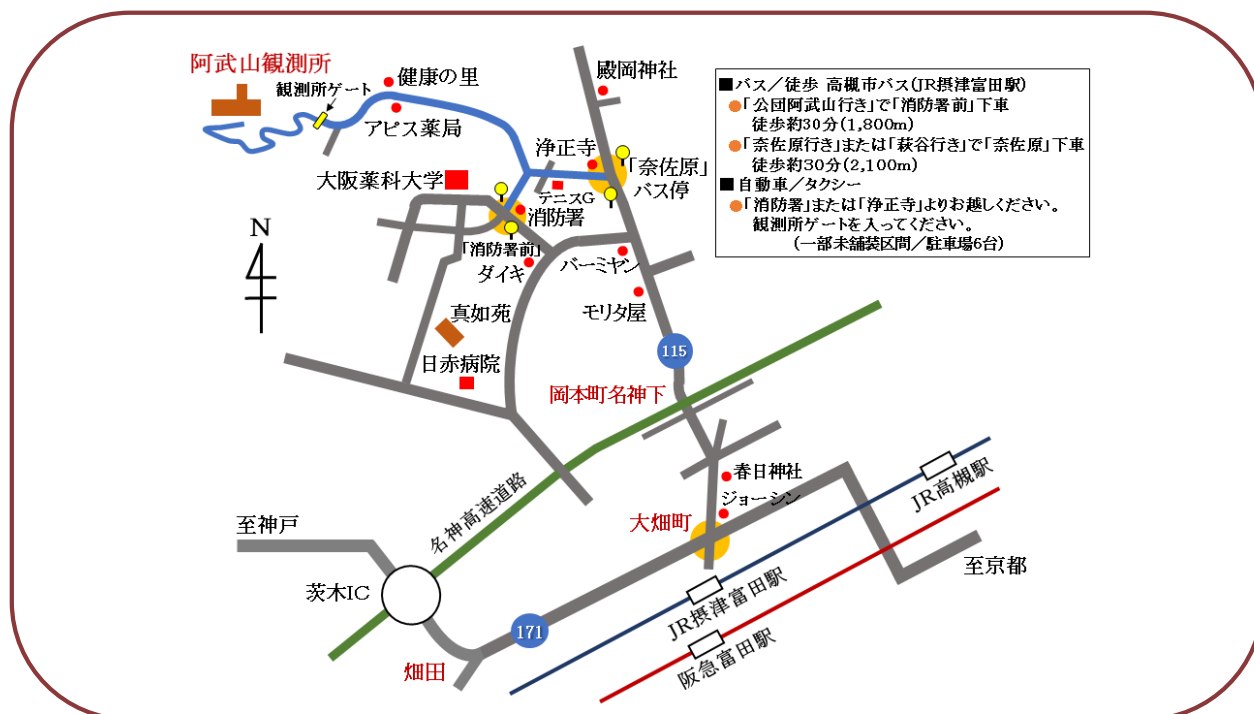 阿武山観測所
観測所ゲート
健康の里
アピス薬局
殿岡神社
浄正寺
「奈佐原」
バス停
大阪薬科大学
テニスG
消防署
「消防署前」
ダイキ
バーミヤン
モリタ屋
N
真如苑
日赤病院
115
岡本町名神下
春日神社
ジョーシン
大畑町
JR高槻駅
名神高速道路
至神戸
至京都
茨木IC
JR摂津富田駅
171
阪急富田駅
畑田
■バス/徒歩 高槻市バス(JR摂津富田駅)
●「公団阿武山行き」で「消防署前」下車
徒歩約30分(1,800m)
●「奈佐原行き」または「萩谷行き」で「奈佐原」下車
徒歩約30分(2,100m)
■自動車/タクシー
●「消防署」または「浄正寺」よりお越しください。
観測所ゲートを入ってください。
(一部未舗装区間/駐車場6台)